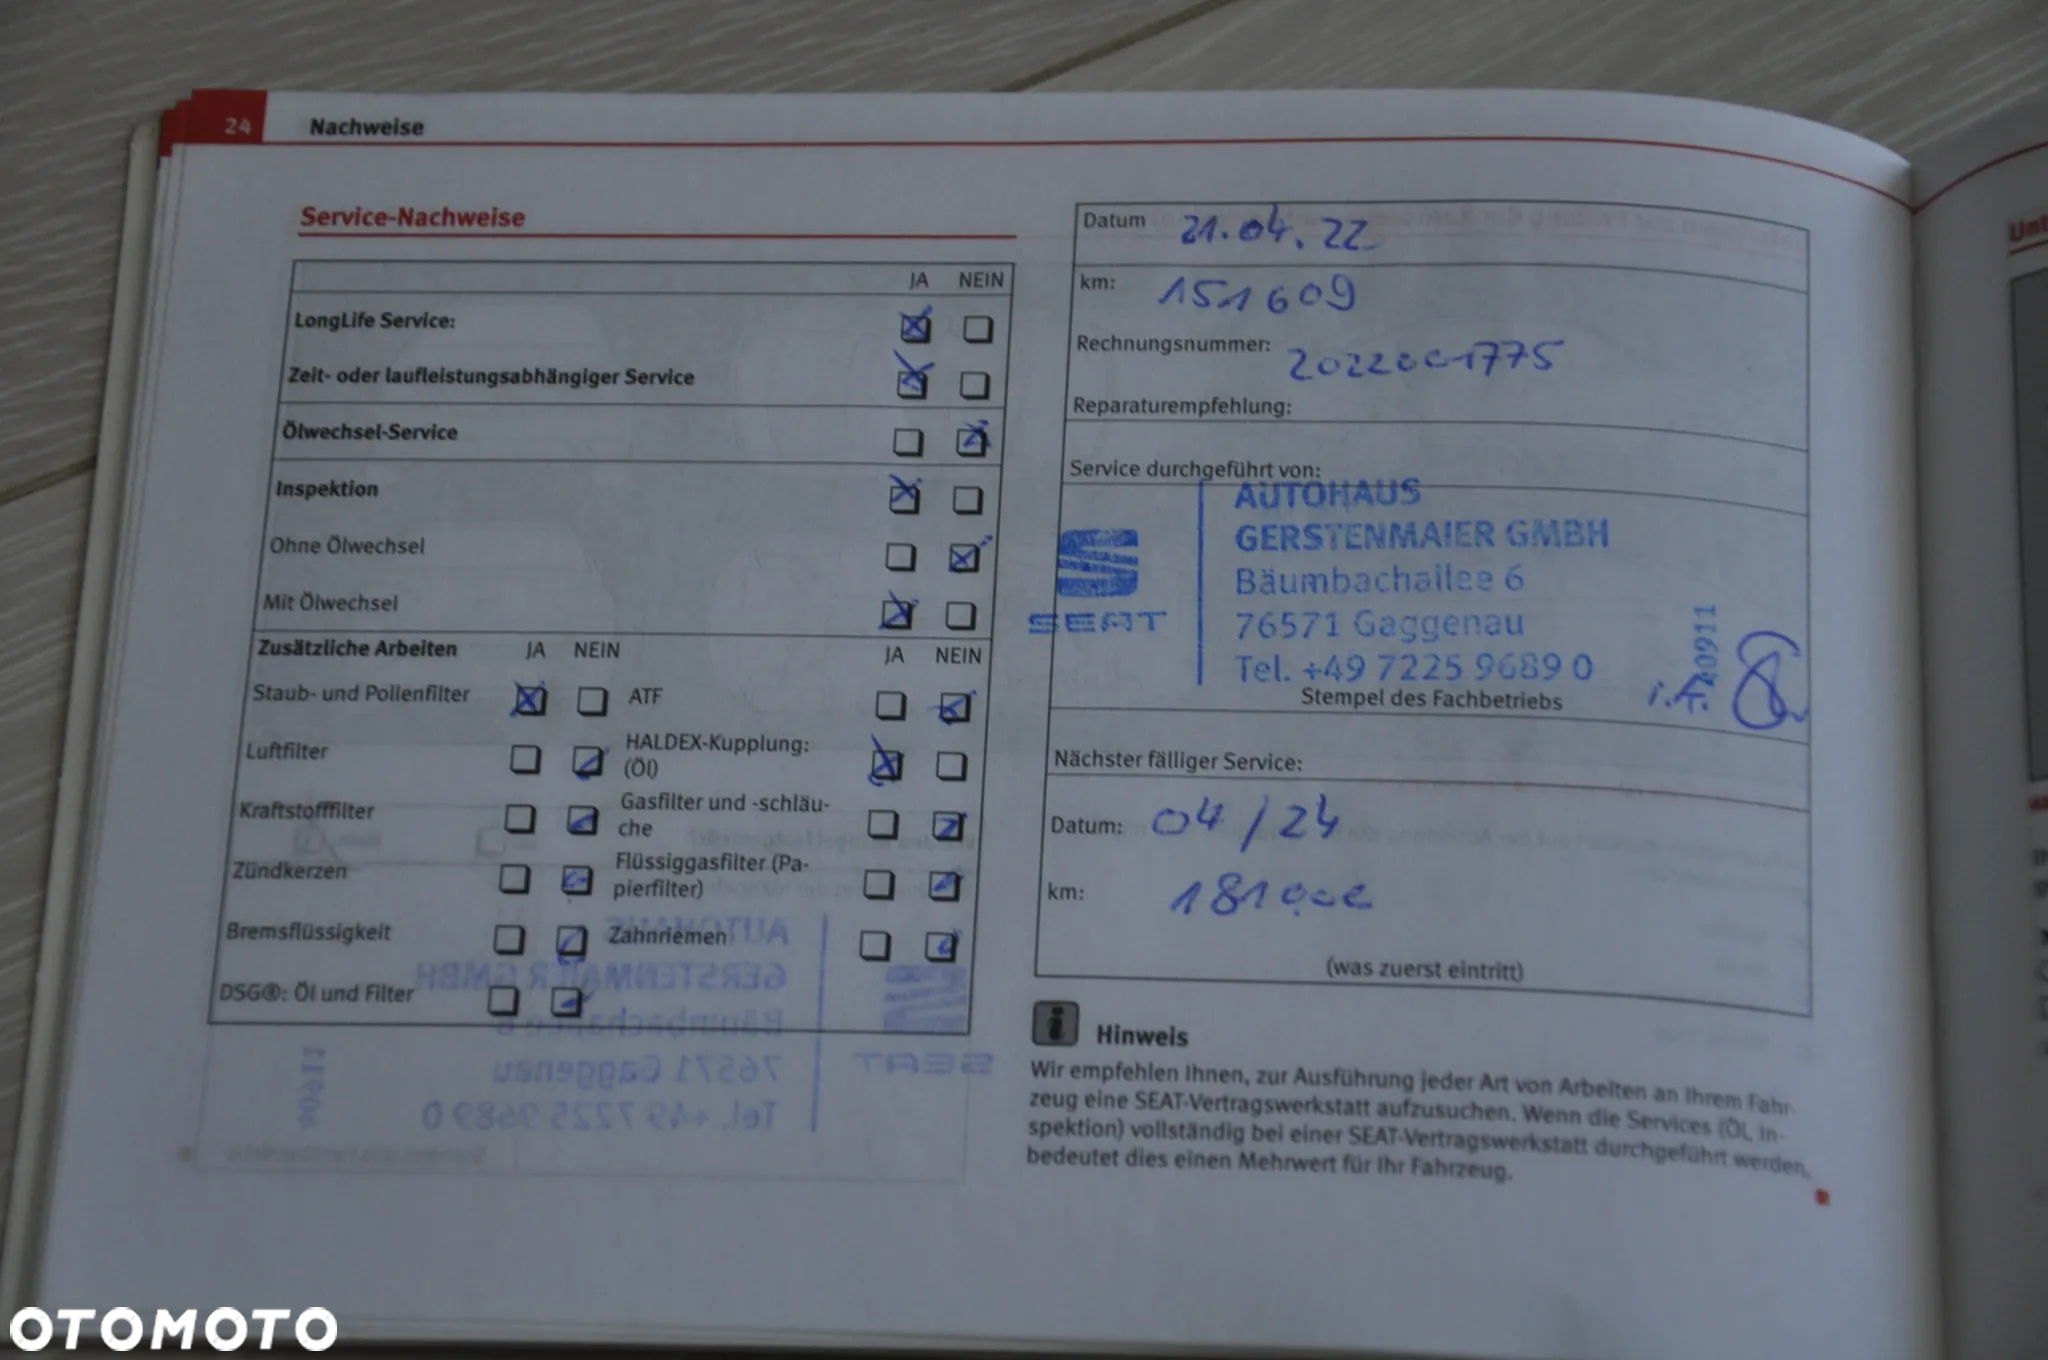 24 Nachweise
Service-Nachweise
JA NEIN
LongLife Service:
Zeit- oder laufleistungsabhängiger Service
Ölwechsel-Service
Inspektion
Ohne Ölwechsel
Mit Ölwechsel
Zusätzliche Arbeiten JA NEIN JA NEIN
Staub- und Pollenfilter ATF
Luftfilter HALDEX-Kupplung:
(Öl)
Kraftstofffilter Gasfilter und -schläu-
che
Zündkerzen Flüssiggasfilter (Pa-
pierfilter)
Bremsflüssigkeit Zahnriemen
DSG®: Öl und Filter
Datum 21.04.22
km: 151609
Rechnungsnummer: 2022001775
Reparaturempfehlung:
Service durchgeführt von:
AUTOHAUS
GERSTENMAIER GMBH
Bäumbachallee 6
76571 Gaggenau
Tel. +49 7225 9689 0
SEAT
i.A.
Stempel des Fachbetriebs
Nächster fälliger Service:
Datum: 04/24
km: 181000
(was zuerst eintritt)
i Hinweis
Wir empfehlen Ihnen, zur Ausführung jeder Art von Arbeiten an Ihrem Fahr-
zeug eine SEAT-Vertragswerkstatt aufzusuchen. Wenn die Services (Öl, In-
spektion) vollständig bei einer SEAT-Vertragswerkstatt durchgeführt werden,
bedeutet dies einen Mehrwert für Ihr Fahrzeug.
OTOMOTO